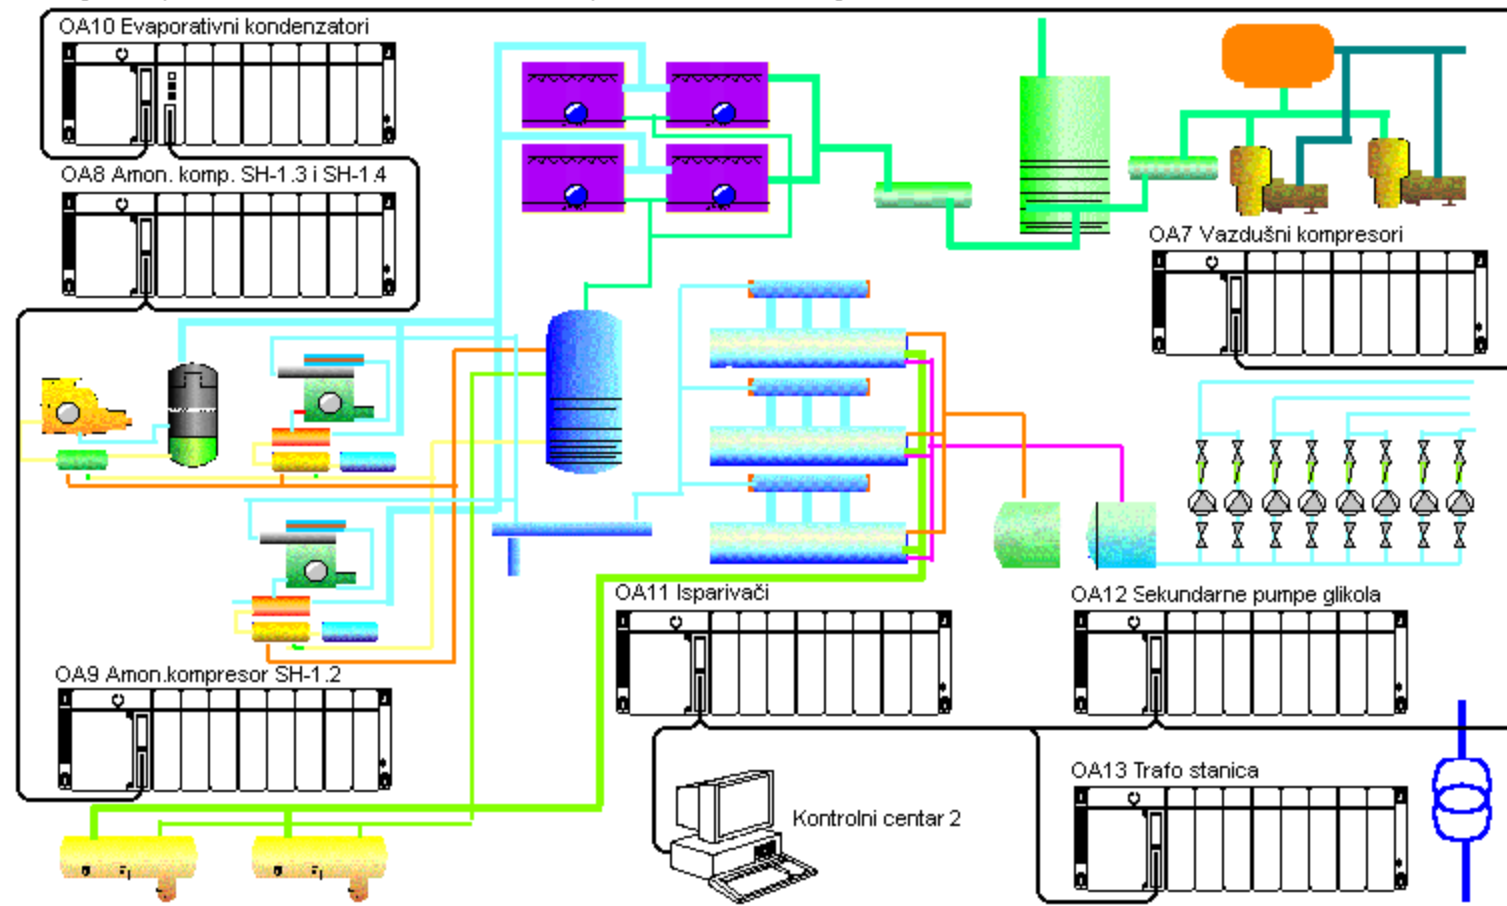 OA10 Evaporativni kondenzatori
OA8 Amon. komp. SH-1.3 i SH-1.4
OA7 Vazdušni kompresori
OA11 Isparivači
OA12 Sekundarne pumpe glikola
OA9 Amon.kompresor SH-1.2
OA13 Trafo stanica
Kontrolni centar 2